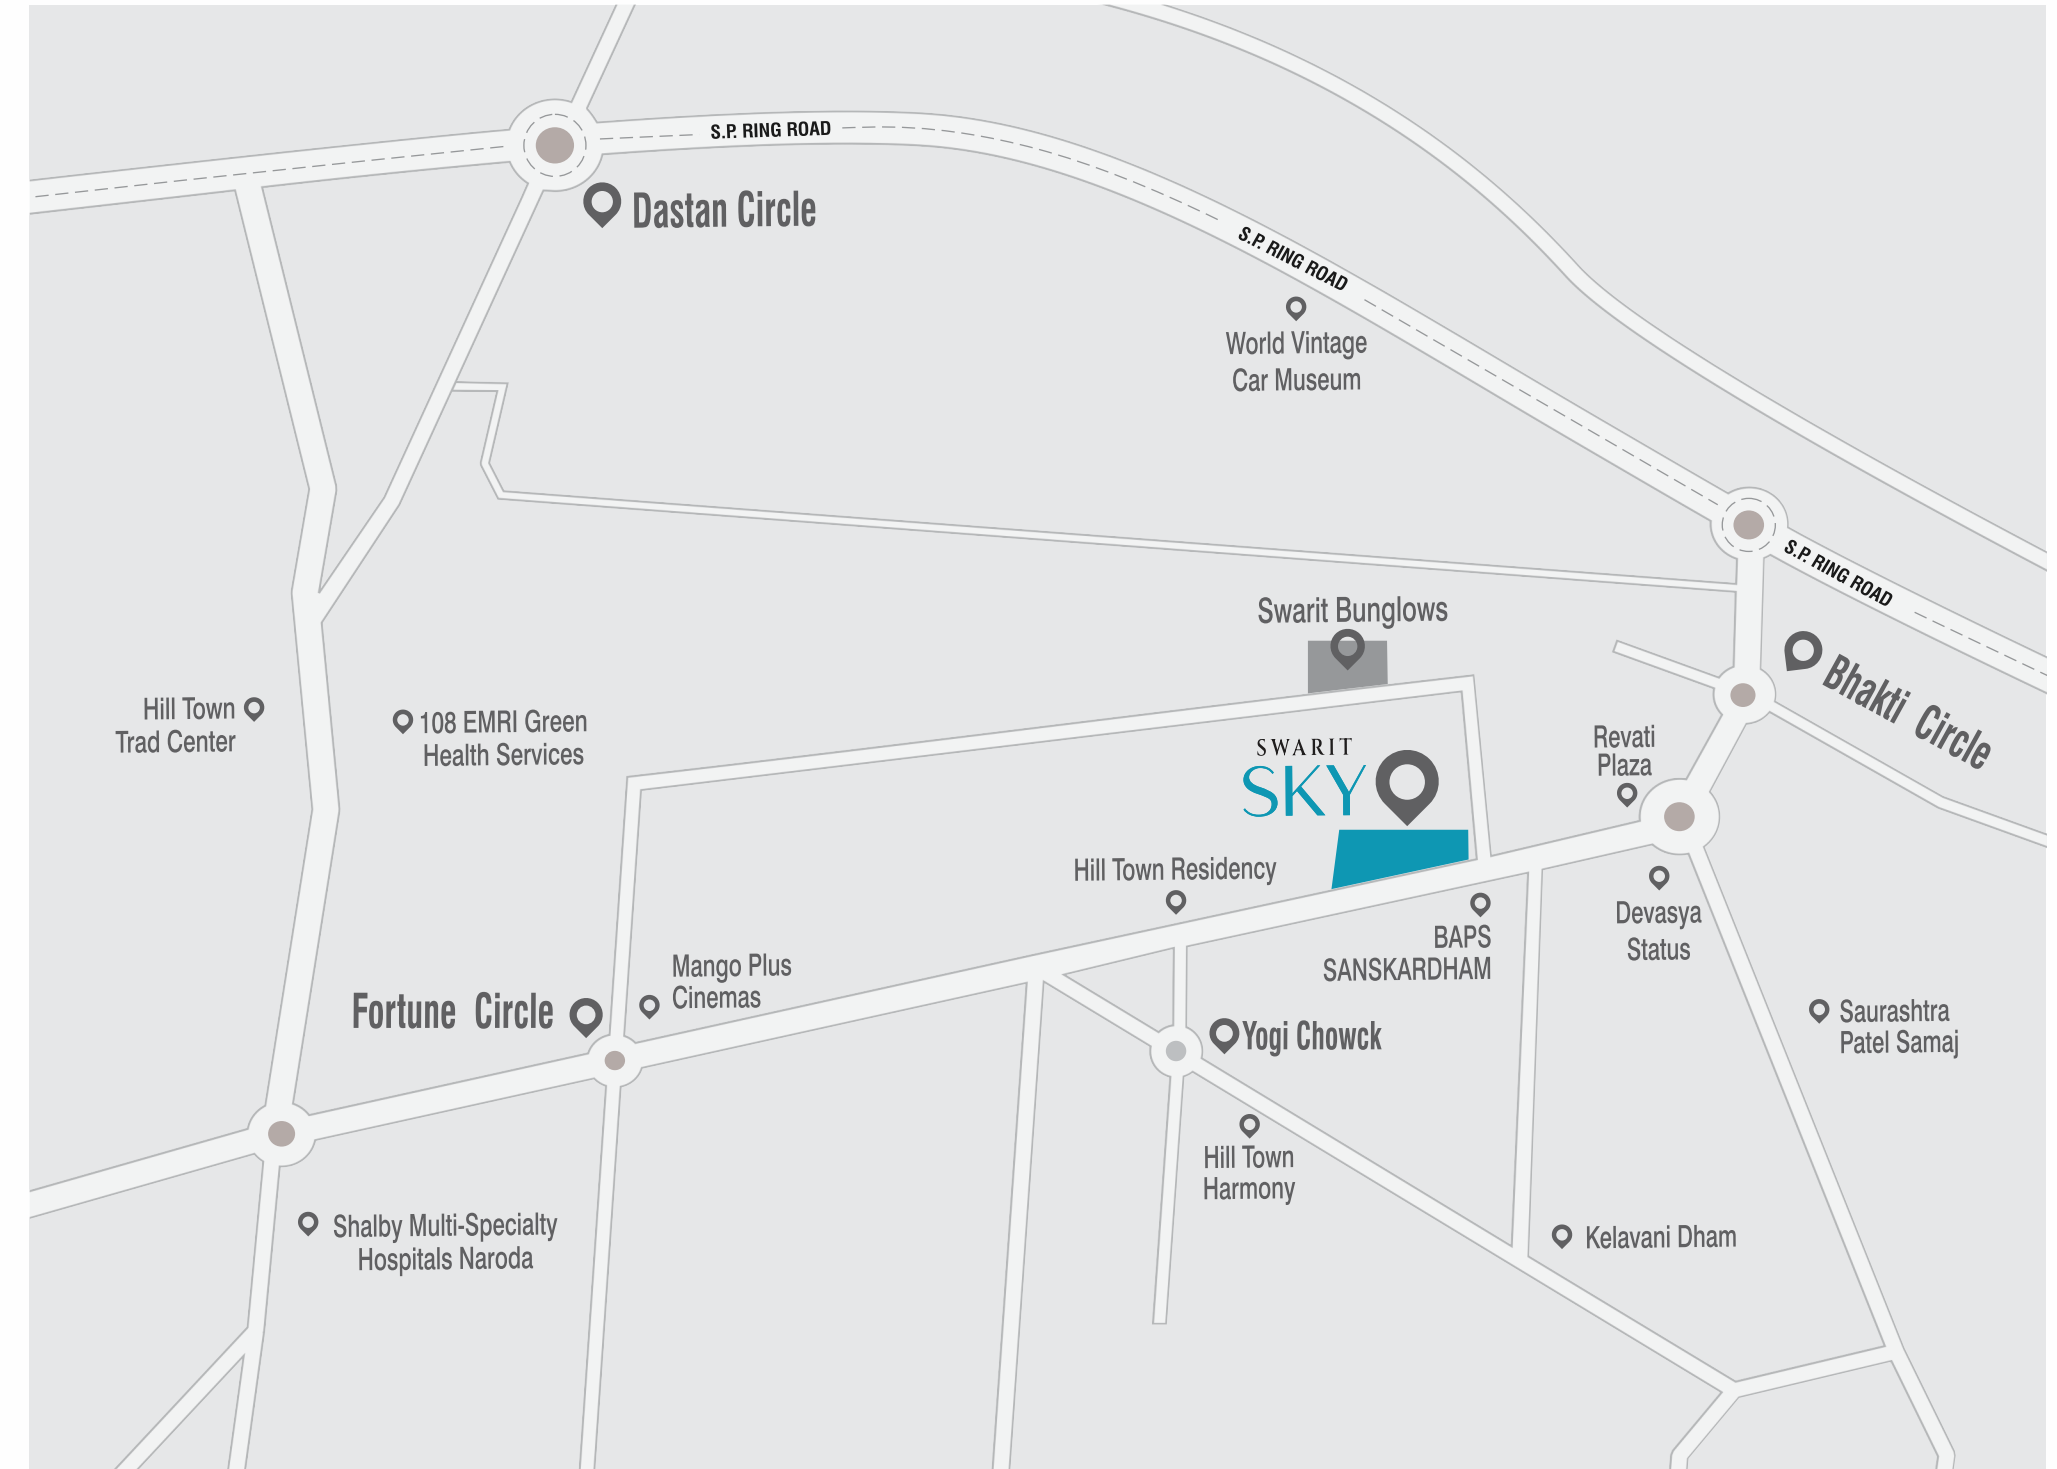 S.P. RING ROAD
Dastan Circle
S.P. RING ROAD
World Vintage
Car Museum
S.P. RING ROAD
Swarit Bunglows
Bhakti Circle
Hill Town
Trad Center
108 EMRI Green
Health Services
SWARIT
SKY
Revati
Plaza
Hill Town Residency
Devasya
Status
BAPS
SANSKARDHAM
Mango Plus
Cinemas
Fortune Circle
Yogi Chowck
Saurashtra
Patel Samaj
Hill Town
Harmony
Shalby Multi-Specialty
Hospitals Naroda
Kelavani Dham